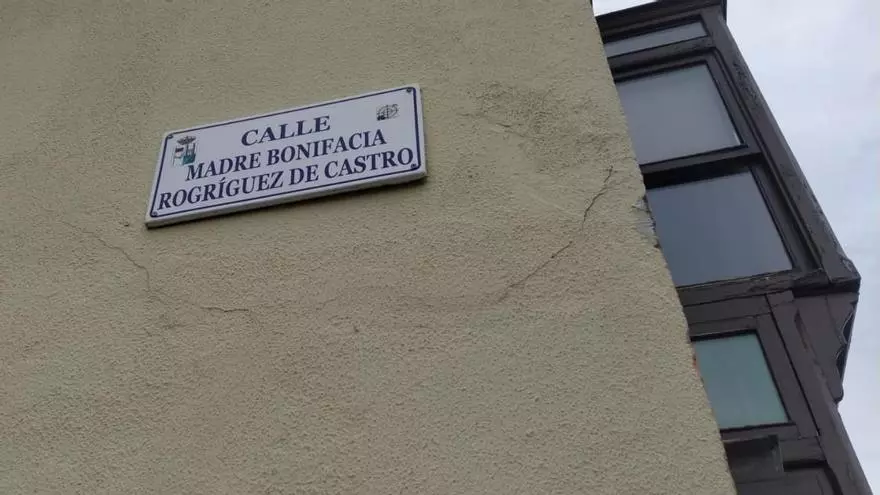 CALLE
MADRE BONIFACIA
ROGRÍGUEZ DE CASTRO